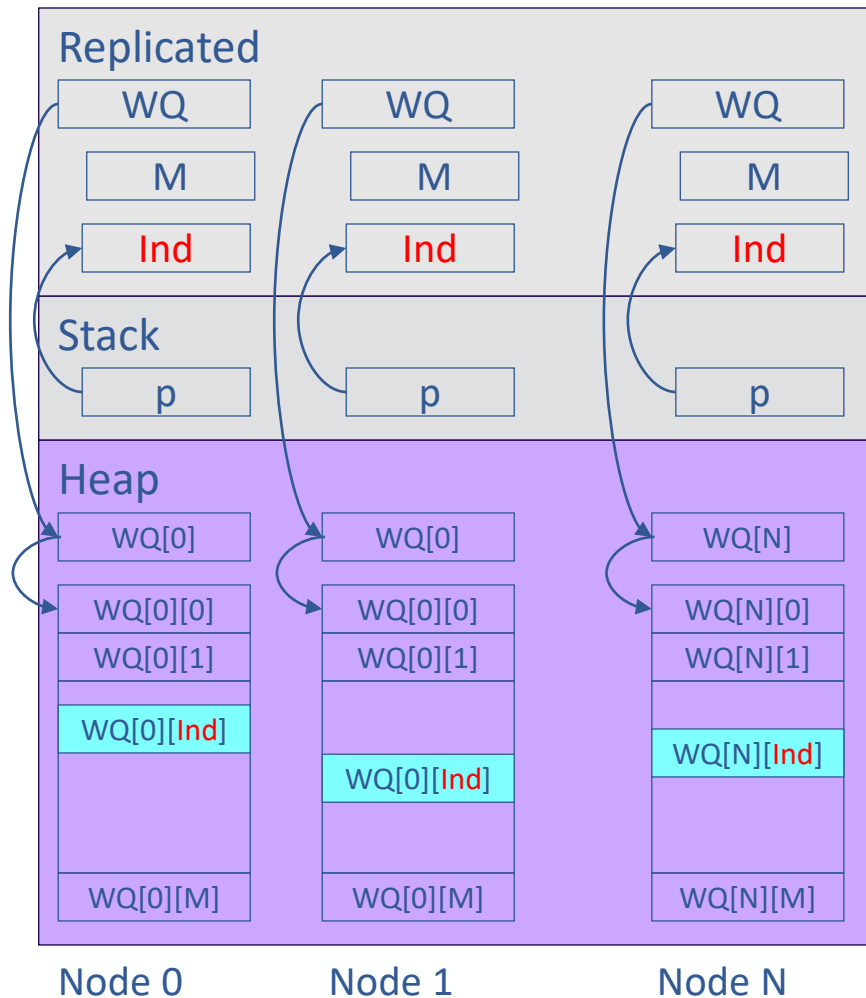 Replicated
WQ WQ WQ
M M M
Ind Ind Ind
Stack
p p p
Heap
WQ[0] WQ[0] WQ[N]
WQ[0][0] WQ[0][0] WQ[N][0]
WQ[0][1] WQ[0][1] WQ[N][1]
WQ[0][Ind] WQ[0][Ind] WQ[N][Ind]
WQ[0][M] WQ[0][M] WQ[N][M]
Node 0 Node 1 Node N